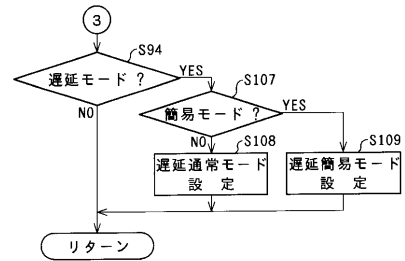 3
S94
遅延モード？
YES
S107
NO
簡易モード？
YES
NO
S108
S109
遅延通常モード
設　定
遅延簡易モード
設　定
リターン